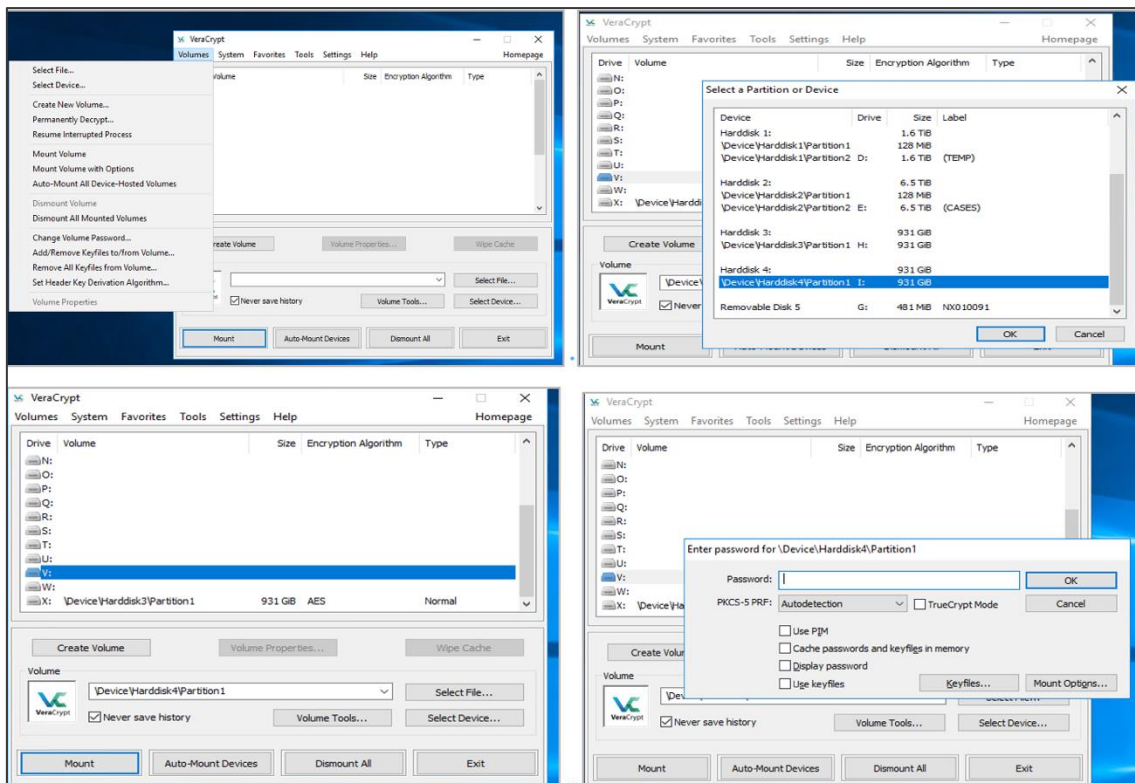 VeraCrypt
Volumes System Favorites Tools Settings Help Homepage
Select File...
Select Device...
Create New Volume...
Permanently Decrypt...
Resume Interrupted Process
Mount Volume
Mount Volume with Options
Auto-Mount All Device-Hosted Volumes
Dismount Volume
Dismount All Mounted Volumes
Change Volume Password...
Add/Remove Keyfiles to/from Volume...
Remove All Keyfiles from Volume...
Set Header Key Derivation Algorithm...
Volume Properties
Volume Size Encryption Algorithm Type
reate Volume Volume Properties... Wipe Cache
Select File...
Never save history Volume Tools... Select Device...
Mount Auto-Mount Devices Dismount All Exit
VeraCrypt
Volumes System Favorites Tools Settings Help Homepage
Drive Volume Size Encryption Algorithm Type
N:
O:
P:
Q:
R:
S:
T:
U:
V:
W:
X: \Device\Harddi
Select a Partition or Device
Device Drive Size Label
Harddisk 1: 1.6 TiB
\Device\Harddisk1\Partition1 128 MiB
\Device\Harddisk1\Partition2 D: 1.6 TiB (TEMP)
Harddisk 2: 6.5 TiB
\Device\Harddisk2\Partition1 128 MiB
\Device\Harddisk2\Partition2 E: 6.5 TiB (CASES)
Harddisk 3: 931 GiB
\Device\Harddisk3\Partition1 H: 931 GiB
Harddisk 4: 931 GiB
\Device\Harddisk4\Partition1 I: 931 GiB
Removable Disk 5 G: 481 MiB NX010091
OK Cancel
Create Volume
Volume
\Device\
VeraCrypt
Never
Mount
VeraCrypt
Volumes System Favorites Tools Settings Help Homepage
Drive Volume Size Encryption Algorithm Type
N:
O:
P:
Q:
R:
S:
T:
U:
V:
W:
X: \Device\Harddisk3\Partition1 931 GiB AES Normal
Create Volume Volume Properties... Wipe Cache
Volume
\Device\Harddisk4\Partition1 Select File...
VeraCrypt
Never save history Volume Tools... Select Device...
Mount Auto-Mount Devices Dismount All Exit
VeraCrypt
Volumes System Favorites Tools Settings Help Homepage
Drive Volume Size Encryption Algorithm Type
N:
O:
P:
Q:
R:
S:
T:
U:
V:
W:
X: \Device\Ha
Enter password for \Device\Harddisk4\Partition1
Password: OK
PKCS-5 PRF: Autodetection TrueCrypt Mode Cancel
Use PIM
Cache passwords and keyfiles in memory
Display password
Use keyfiles Keyfiles... Mount Options...
Create Volum
Volume
\Dev
VeraCrypt
Never save history Volume Tools... Select Device...
Mount Auto-Mount Devices Dismount All Exit